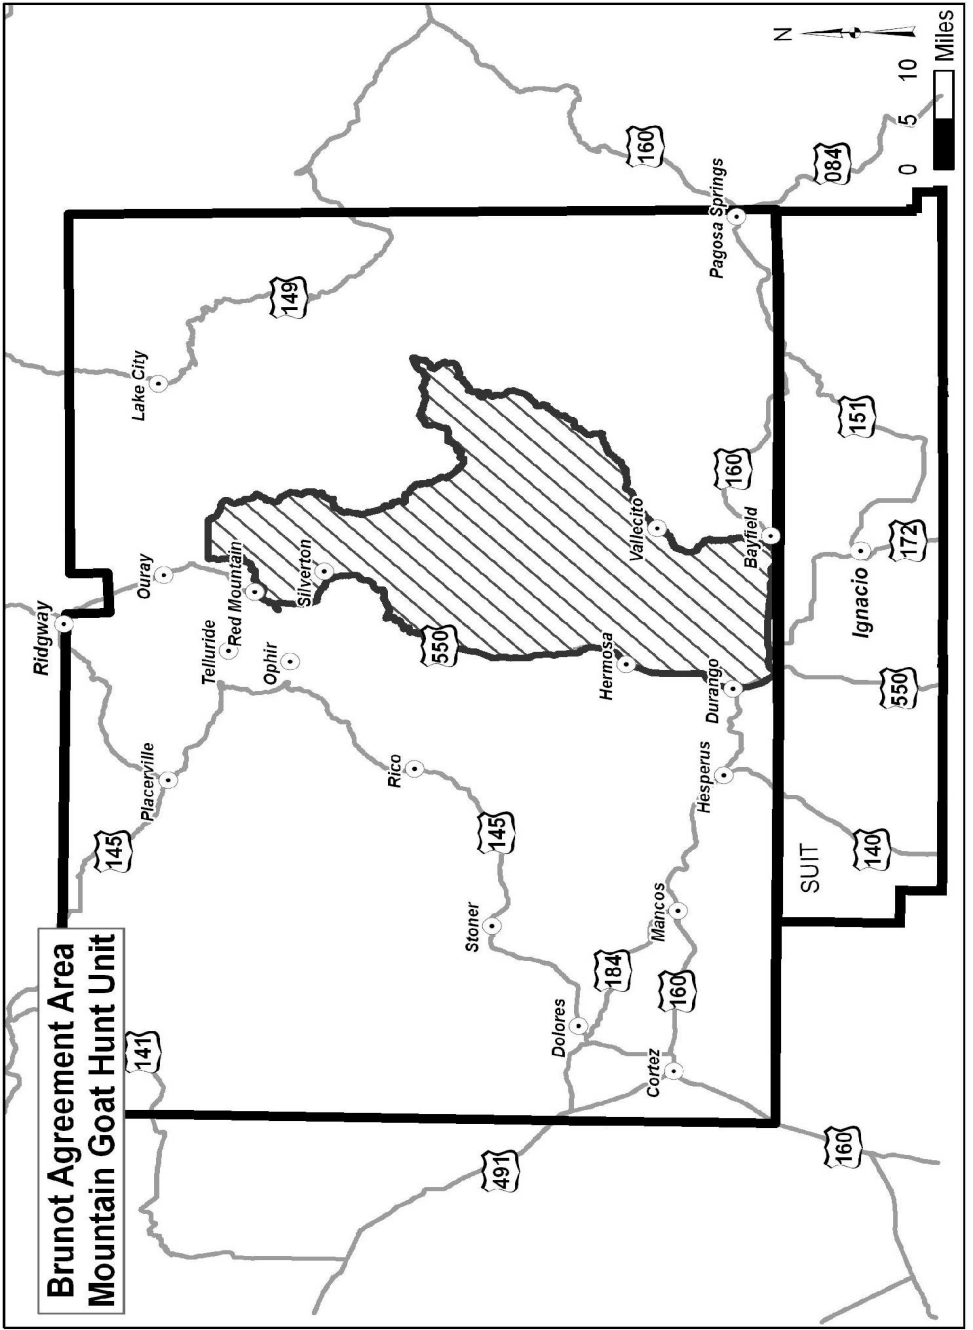 Brunot Agreement Area
Mountain Goat Hunt Unit
Ridgway
Ouray
Lake City
Placerville
Telluride
Red Mountain
Ophir
Silverton
Rico
Stoner
Dolores
Cortez
Mancos
Hesperus
Durango
Hermosa
Vallecito
Bayfield
Pagosa Springs
Ignacio
SUIT
141
145
149
145
550
491
184
160
160
160
160
084
151
172
550
140
N
0 5 10
Miles